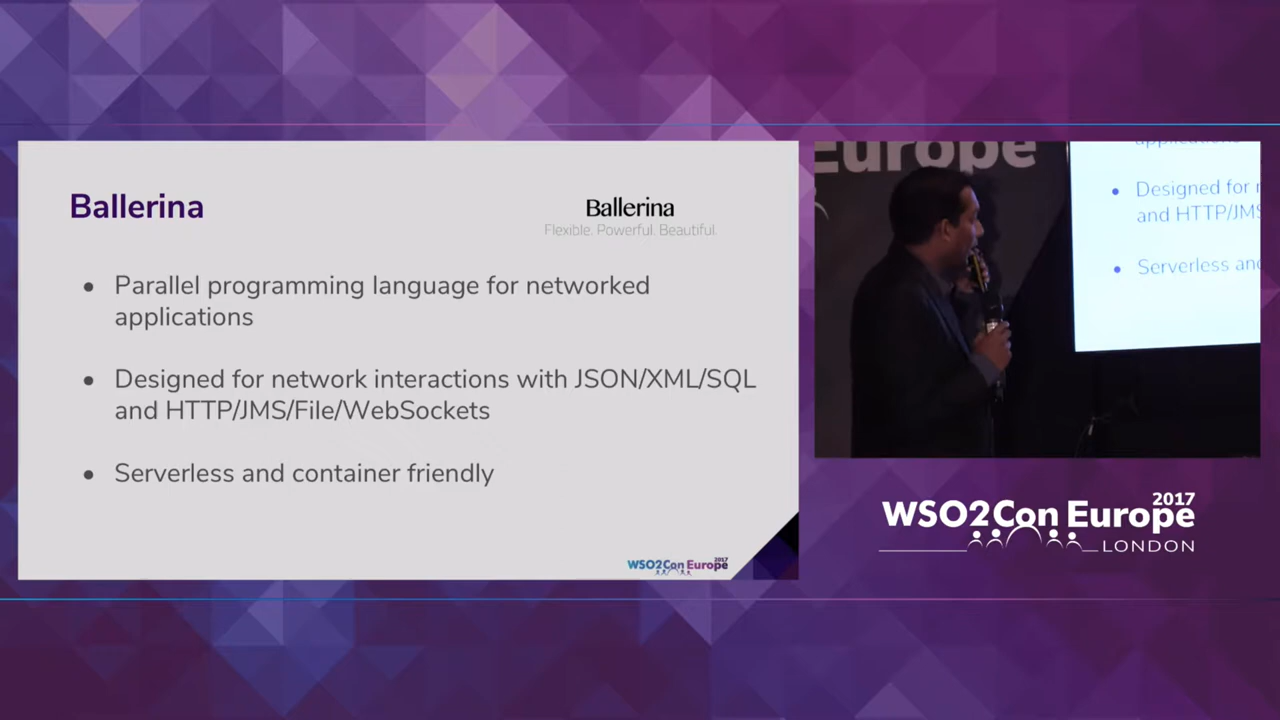 Ballerina
Ballerina
Flexible. Powerful. Beautiful.
• Parallel programming language for networked
applications
• Designed for network interactions with JSON/XML/SQL
and HTTP/JMS/File/WebSockets
• Serverless and container friendly
WSO2Con Europe 2017
Europe
applications
• Designed for
and HTTP/JMS
• Serverless and
WSO2Con Europe 2017
LONDON